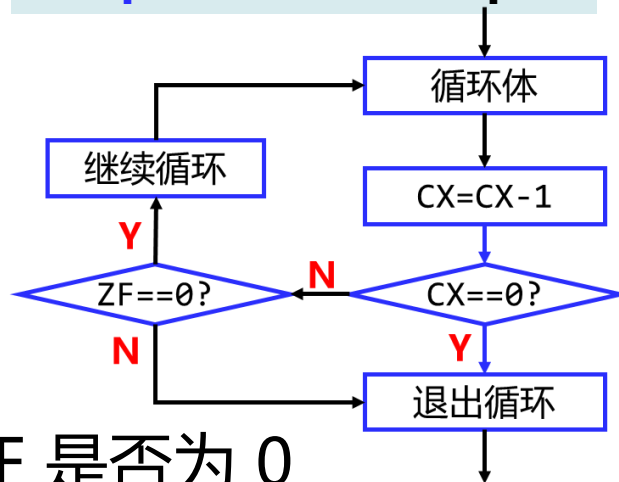 循环体
继续循环
CX=CX-1
Y
N
ZF==0?
CX==0?
N
Y
退出循环
是否为 0